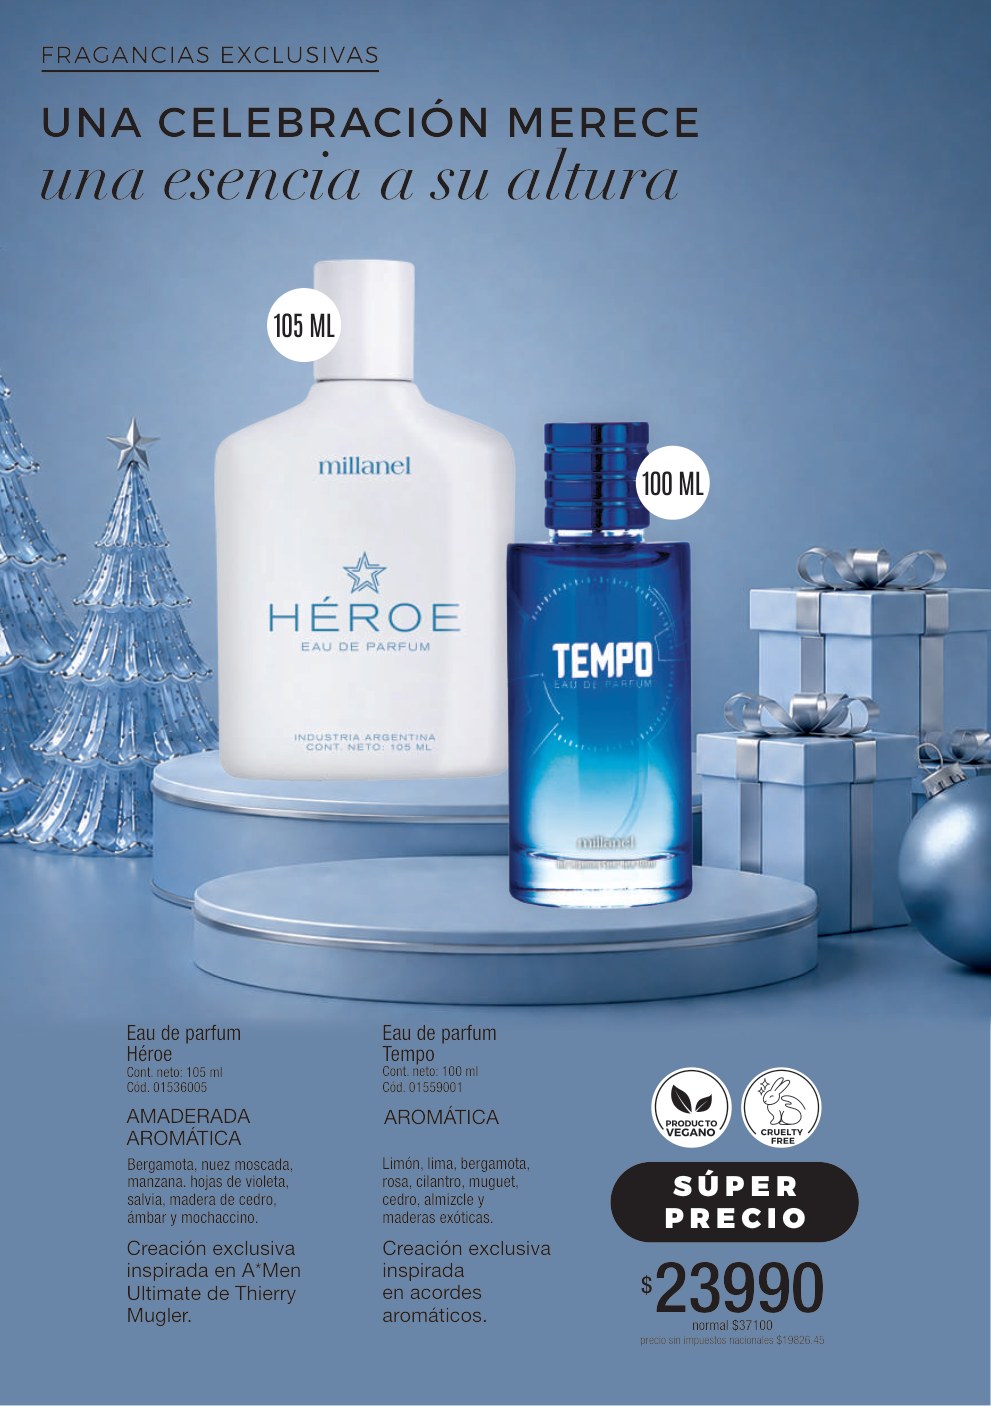 FRAGANCIAS EXCLUSIVAS
UNA CELEBRACIÓN MERECE
una esencia a su altura
105 ML
millanel
HÉROE
EAU DE PARFUM
INDUSTRIA ARGENTINA
CONT. NETO: 105 ML
100 ML
TEMPO
EAU DE PARFUM
millanel
Eau de parfum
Héroe
Cont. neto: 105 ml
Cód. 01536005
AMADERADA
AROMÁTICA
Bergamota, nuez moscada,
manzana. hojas de violeta,
salvia, madera de cedro,
ámbar y mochaccino.
Creación exclusiva
inspirada en A*Men
Ultimate de Thierry
Mugler.
Eau de parfum
Tempo
Cont. neto: 100 ml
Cód. 01559001
AROMÁTICA
Limón, lima, bergamota,
rosa, cilantro, muguet,
cedro, almizcle y
maderas exóticas.
Creación exclusiva
inspirada
en acordes
aromáticos.
PRODUCTO
VEGANO
CRUELTY
FREE
SÚPER
PRECIO
$23990
normal $37100
precio sin impuestos nacionales $19826.45